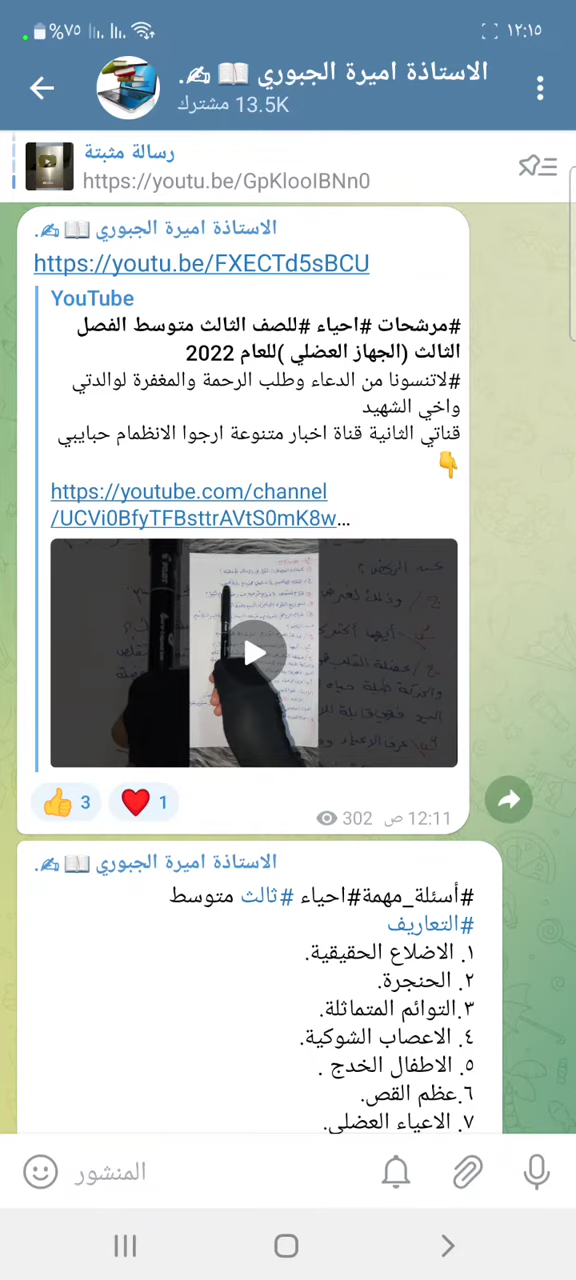 %٧٥
١٢:١٥
الاستاذة اميرة الجبوري 📖✍.
13.5K مشترك
رسالة مثبتة
https://youtu.be/GpKlooIBNn0
الاستاذة اميرة الجبوري 📖✍.
https://youtu.be/FXECTd5sBCU
YouTube
#مرشحات #احياء #للصف الثالث متوسط الفصل
الثالث (الجهاز العضلي )للعام 2022
#لاتنسونا من الدعاء وطلب الرحمة والمغفرة لوالدتي
واخي الشهيد
قناتي الثانية قناة اخبار متنوعة ارجوا الانظمام حبايبي
👇
https://youtube.com/channel
/UCVi0BfyTFBsttrAVtS0mK8w...
👍 3
❤ 1
302
12:11 ص
الاستاذة اميرة الجبوري 📖✍.
#أسئلة_مهمة#احياء #ثالث متوسط
#التعاريف
١. الاضلاع الحقيقية.
٢. الحنجرة.
٣.التوائم المتماثلة.
٤. الاعصاب الشوكية.
٥. الاطفال الخدج .
٦.عظم القص.
٧. الاعياء العضلي.
المنشور